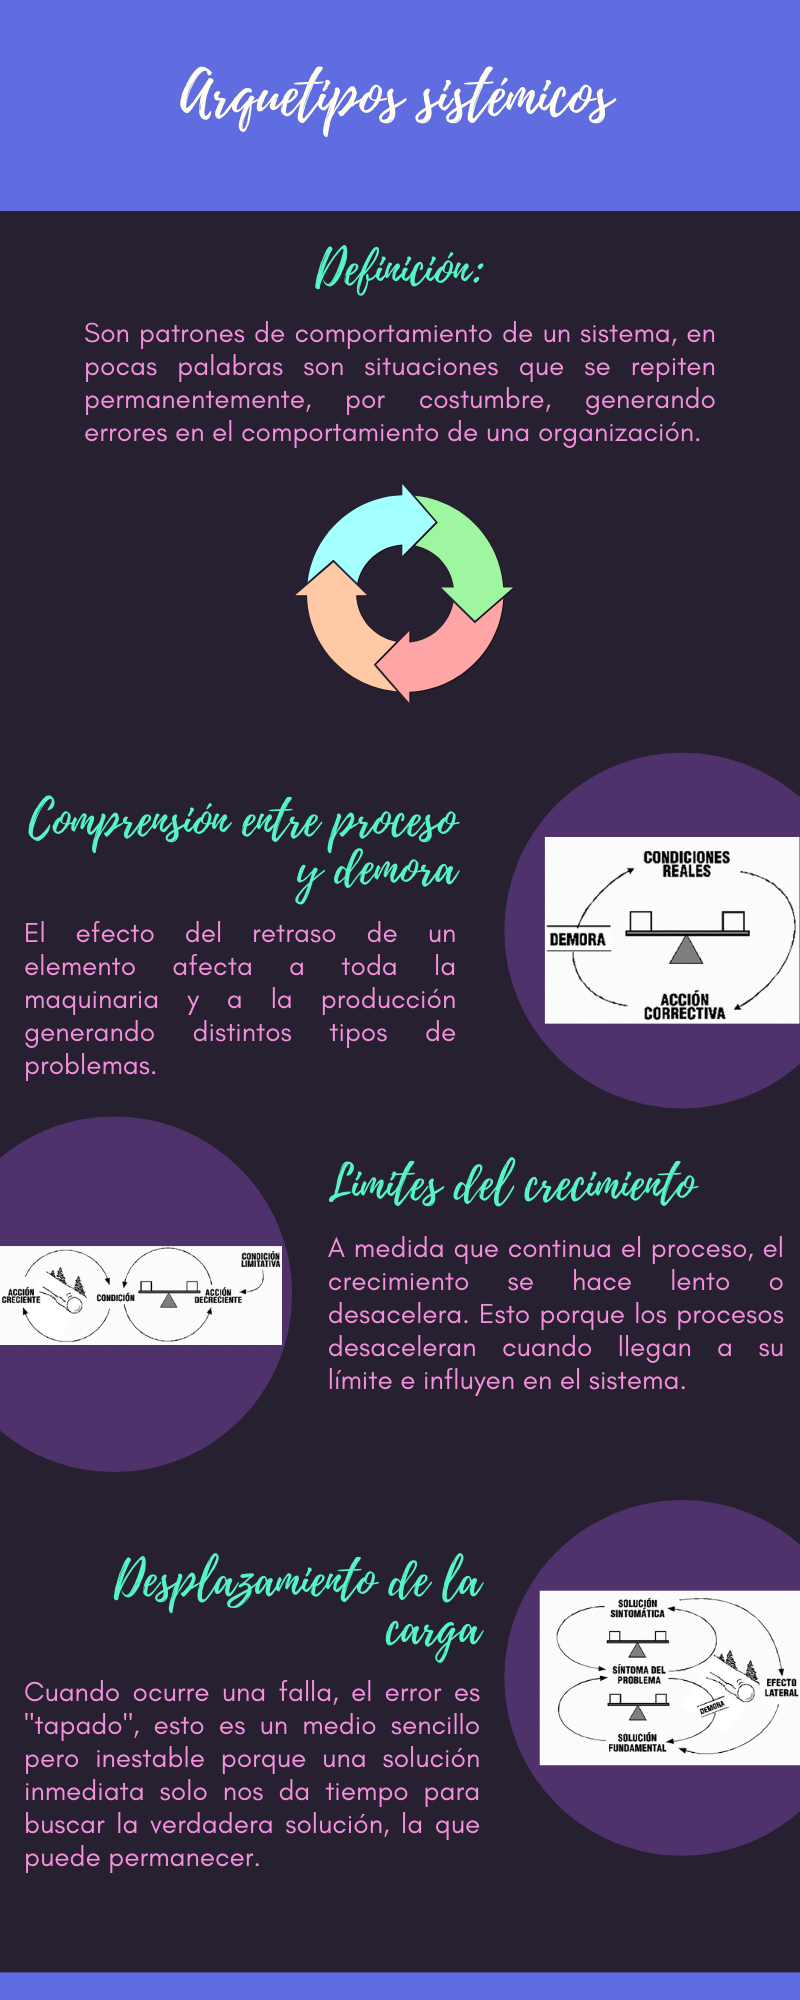 Arquetipos sistémicos
Definición:
Son patrones de comportamiento de un sistema, en
pocas palabras son situaciones que se repiten
permanentemente, por costumbre, generando
errores en el comportamiento de una organización.
Comprensión entre proceso
y demora
El efecto del retraso de un
elemento afecta a toda la
maquinaria y a la producción
generando distintos tipos de
problemas.
CONDICIONES
REALES
DEMORA
ACCIÓN
CORRECTIVA
Limites del crecimiento
A medida que continua el proceso, el
crecimiento se hace lento o
desacelera. Esto porque los procesos
desaceleran cuando llegan a su
límite e influyen en el sistema.
ACCIÓN
CRECIENTE
CONDICIÓN
ACCIÓN
DECRECIENTE
CONDICIÓN
LIMITATIVA
Desplazamiento de la
carga
Cuando ocurre una falla, el error es
"tapado", esto es un medio sencillo
pero inestable porque una solución
inmediata solo nos da tiempo para
buscar la verdadera solución, la que
puede permanecer.
SOLUCIÓN
SINTOMÁTICA
SÍNTOMA DEL
PROBLEMA
EFECTO
LATERAL
DEMORA
SOLUCIÓN
FUNDAMENTAL